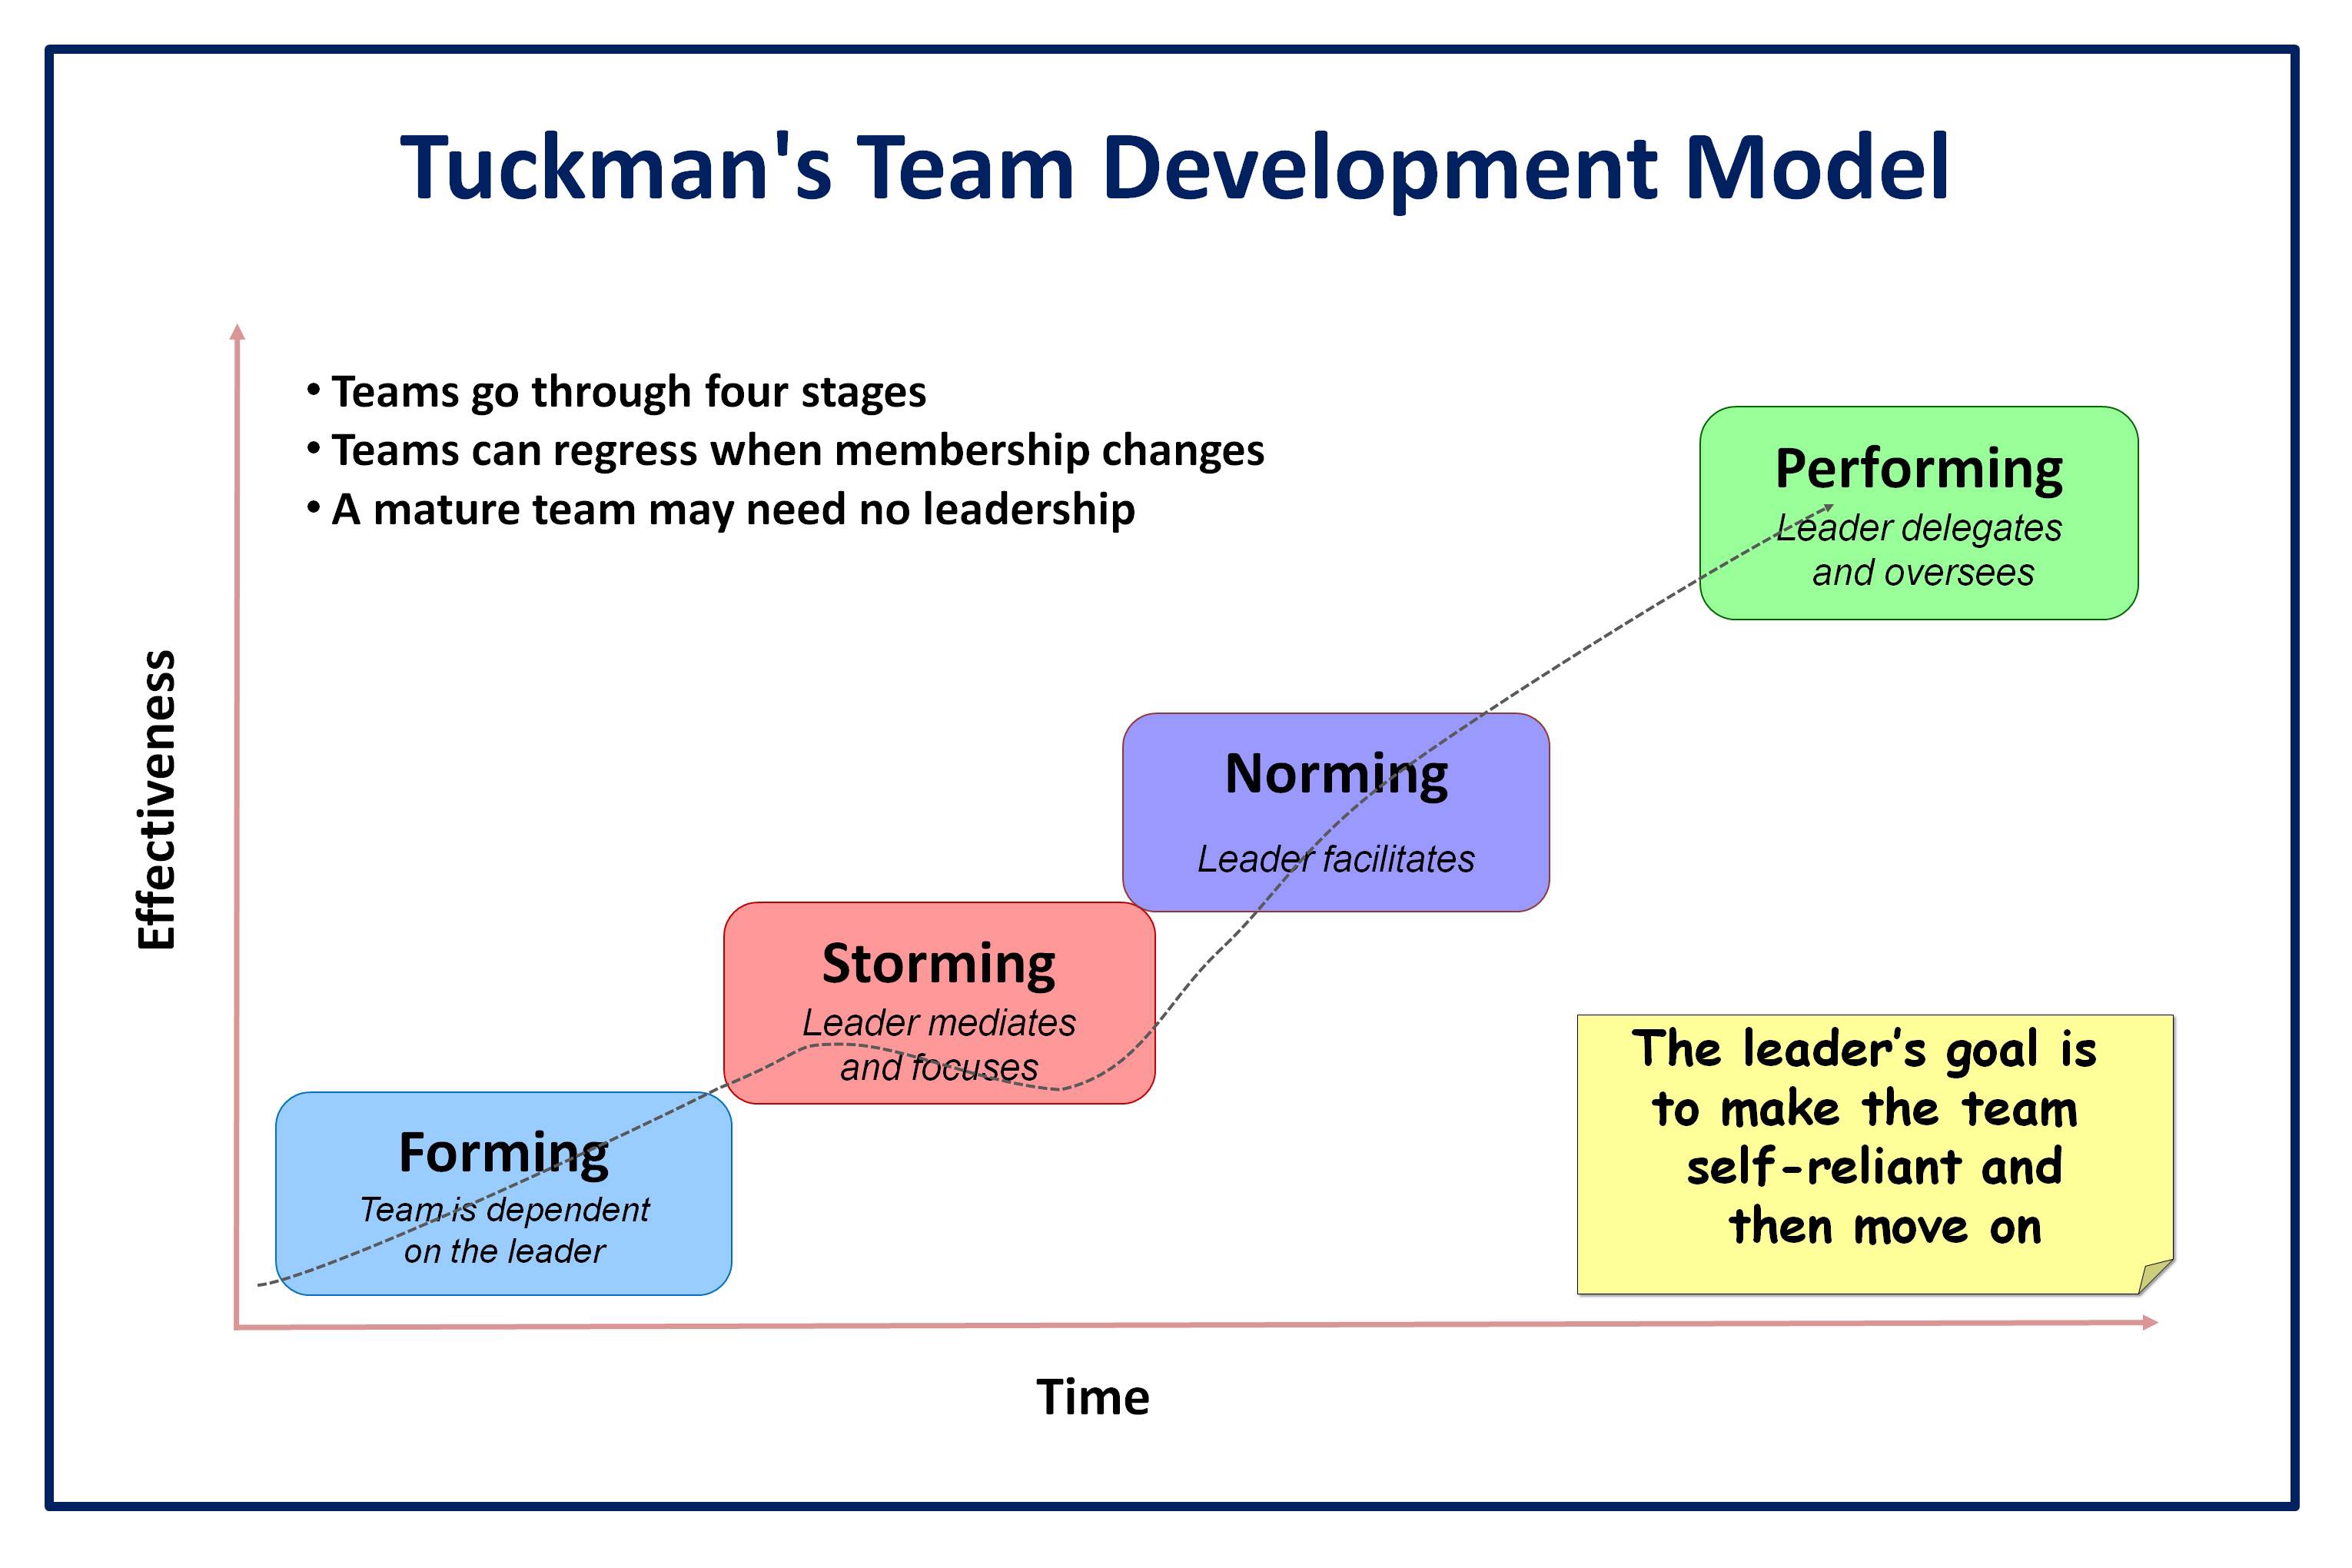 Tuckman's Team Development Model
• Teams go through four stages
• Teams can regress when membership changes
• A mature team may need no leadership
Effectiveness
Performing
Leader delegates
and oversees
Norming
Leader facilitates
Storming
Leader mediates
and focuses
Forming
Team is dependent
on the leader
The leader’s goal is
to make the team
self-reliant and
then move on
Time